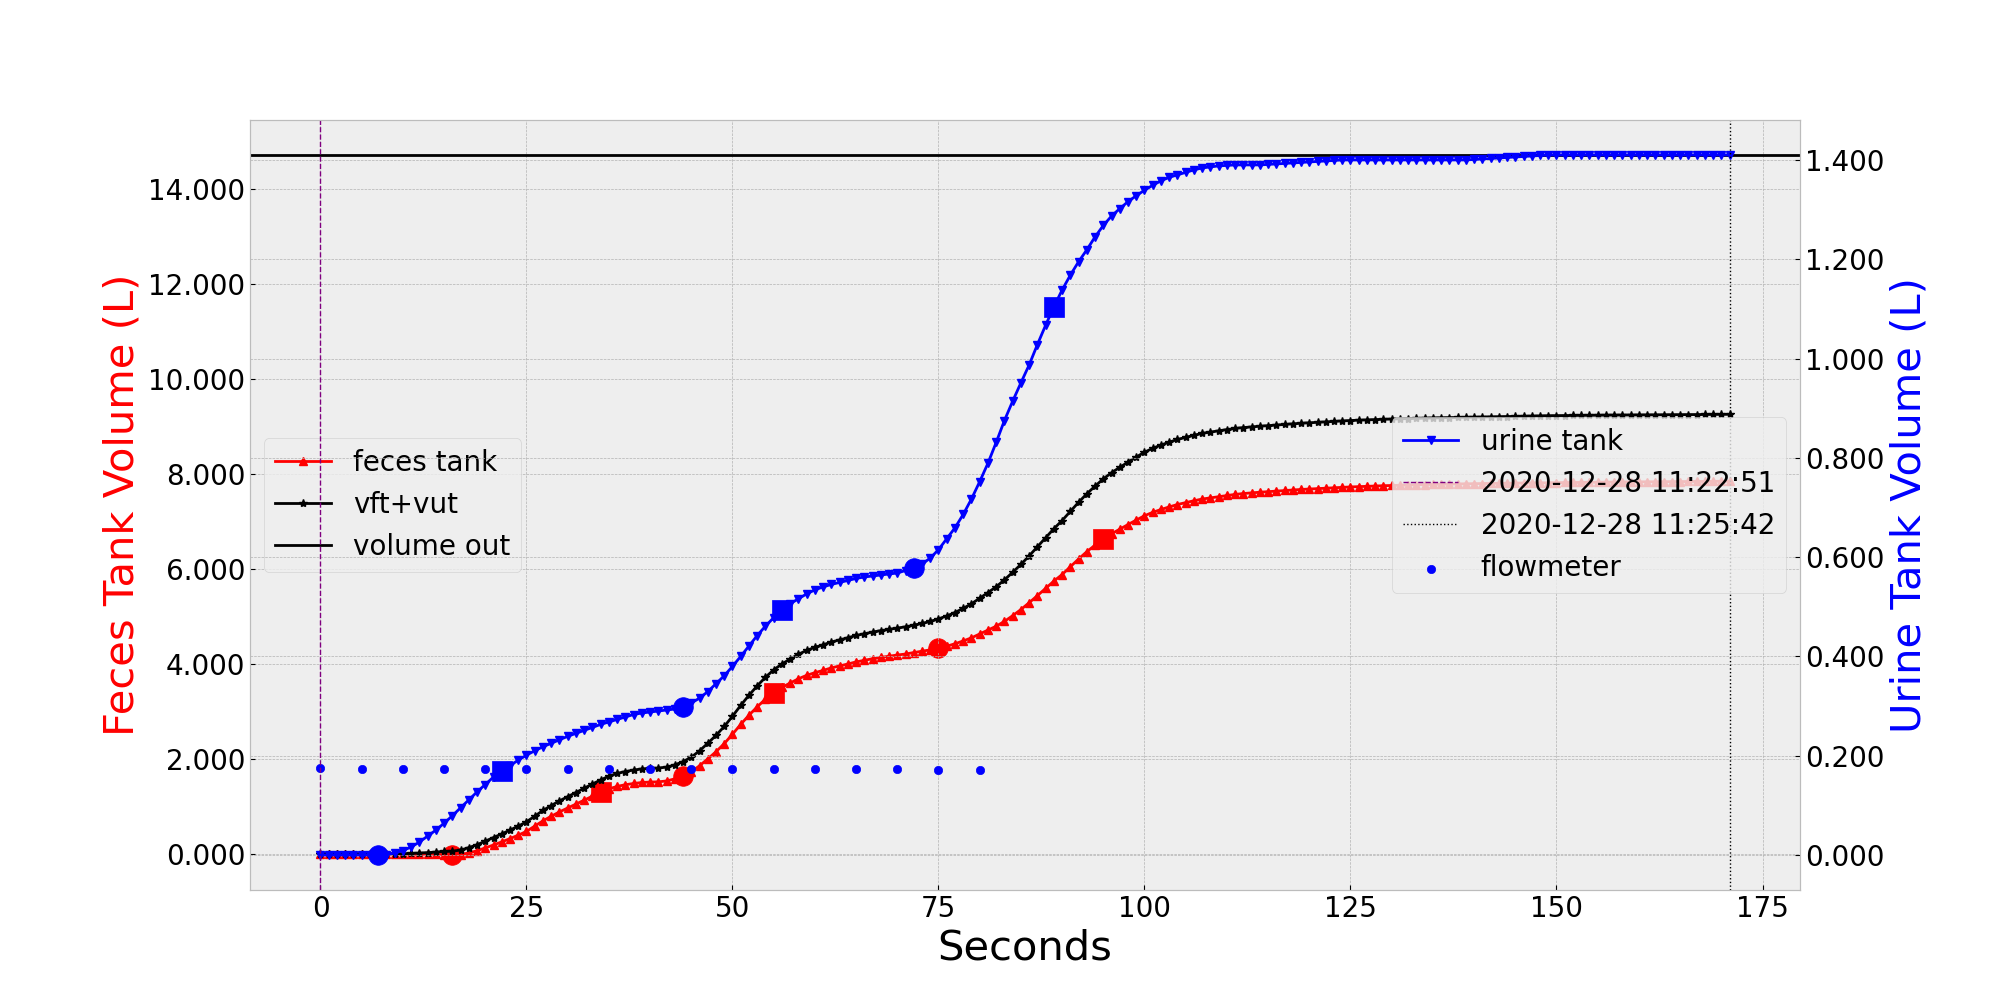 14.000
12.000
10.000
8.000
6.000
4.000
2.000
0.000
Feces Tank Volume (L)
feces tank
vft+vut
volume out
urine tank
2020-12-28 11:22:51
2020-12-28 11:25:42
flowmeter
1.400
1.200
1.000
0.800
0.600
0.400
0.200
0.000
Urine Tank Volume (L)
0 25 50 75 100 125 150 175
Seconds